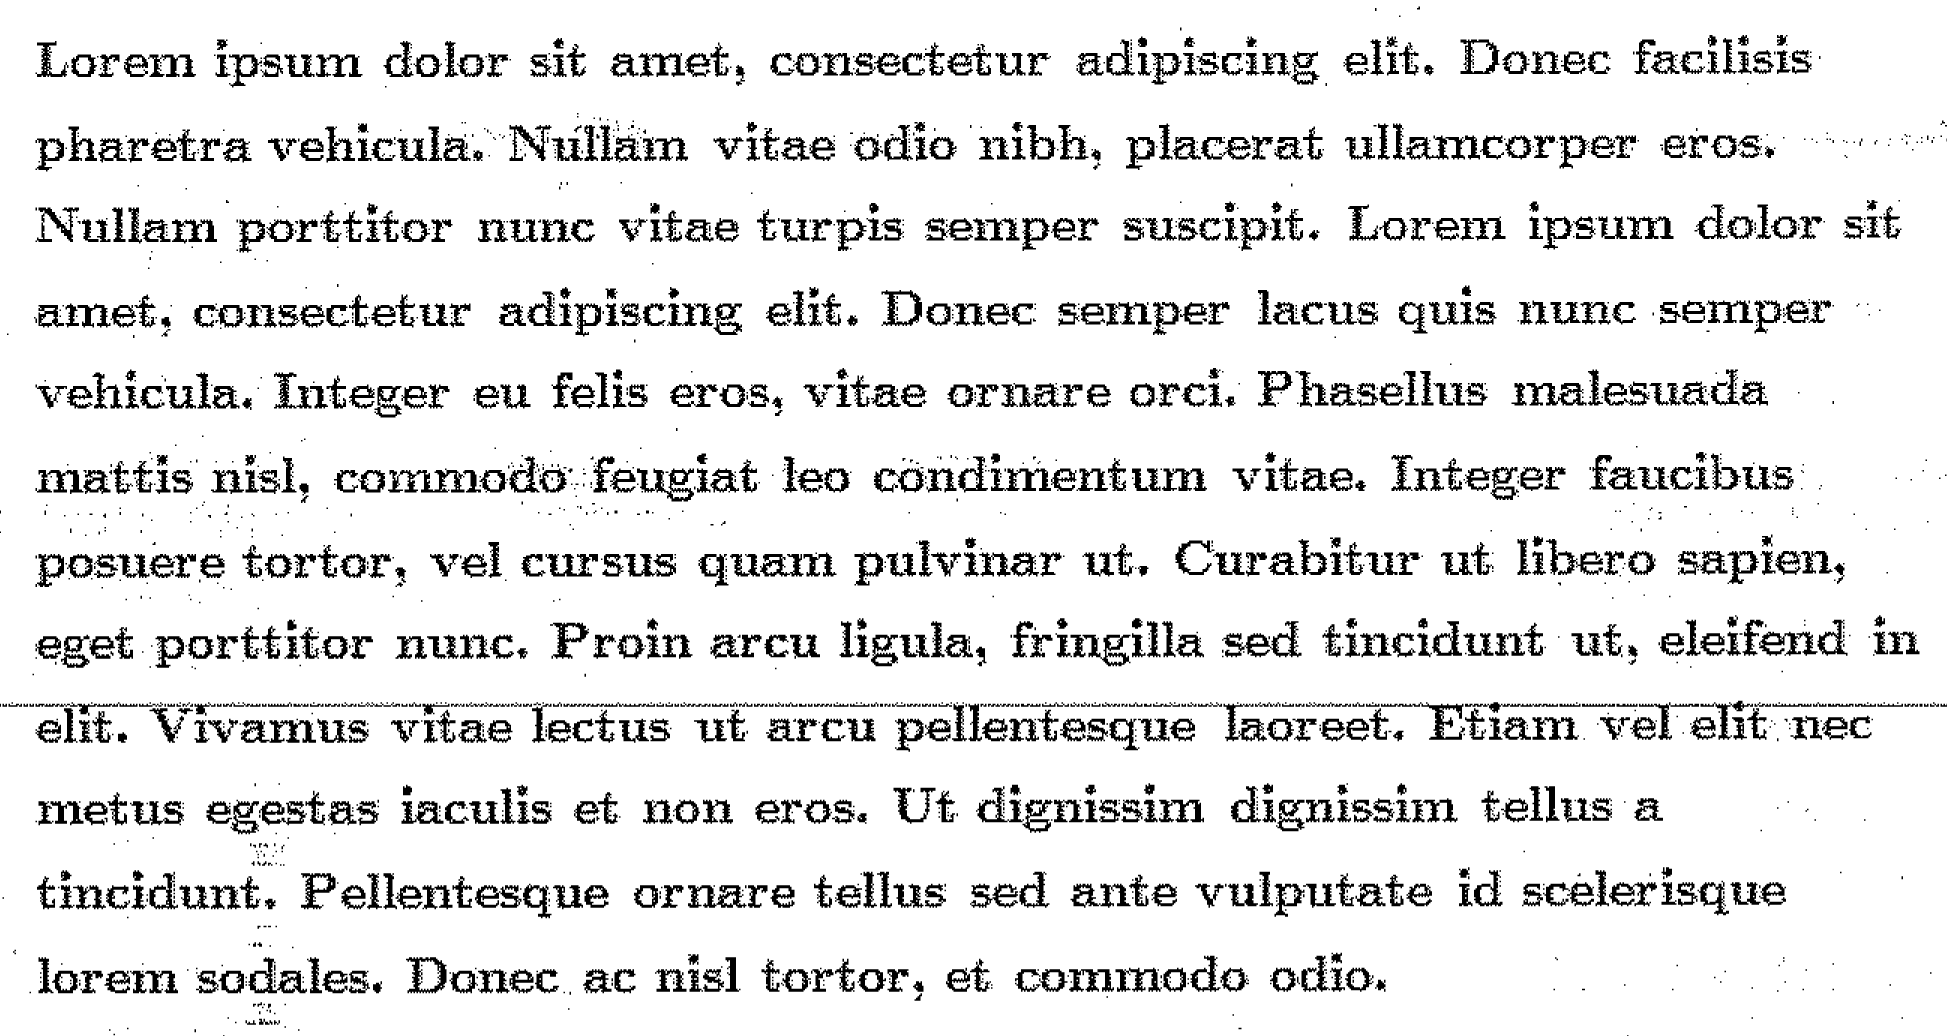 Lorem ipsum dolor sit amet, consectetur adipiscing elit. Donec facilisis
pharetra vehicula. Nullam vitae odio nibh, placerat ullamcorper eros.
Nullam porttitor nunc vitae turpis semper suscipit. Lorem ipsum dolor sit
amet, consectetur adipiscing elit. Donec semper lacus quis nunc semper
vehicula. Integer eu felis eros, vitae ornare orci. Phasellus malesuada
mattis nisl, commodo feugiat leo condimentum vitae. Integer faucibus
posuere tortor, vel cursus quam pulvinar ut. Curabitur ut libero sapien,
eget porttitor nunc. Proin arcu ligula, fringilla sed tincidunt ut, eleifend in
elit. Vivamus vitae lectus ut arcu pellentesque laoreet. Etiam vel elit nec
metus egestas iaculis et non eros. Ut dignissim dignissim tellus a
tincidunt. Pellentesque ornare tellus sed ante vulputate id scelerisque
lorem sodales. Donec ac nisl tortor, et commodo odio.